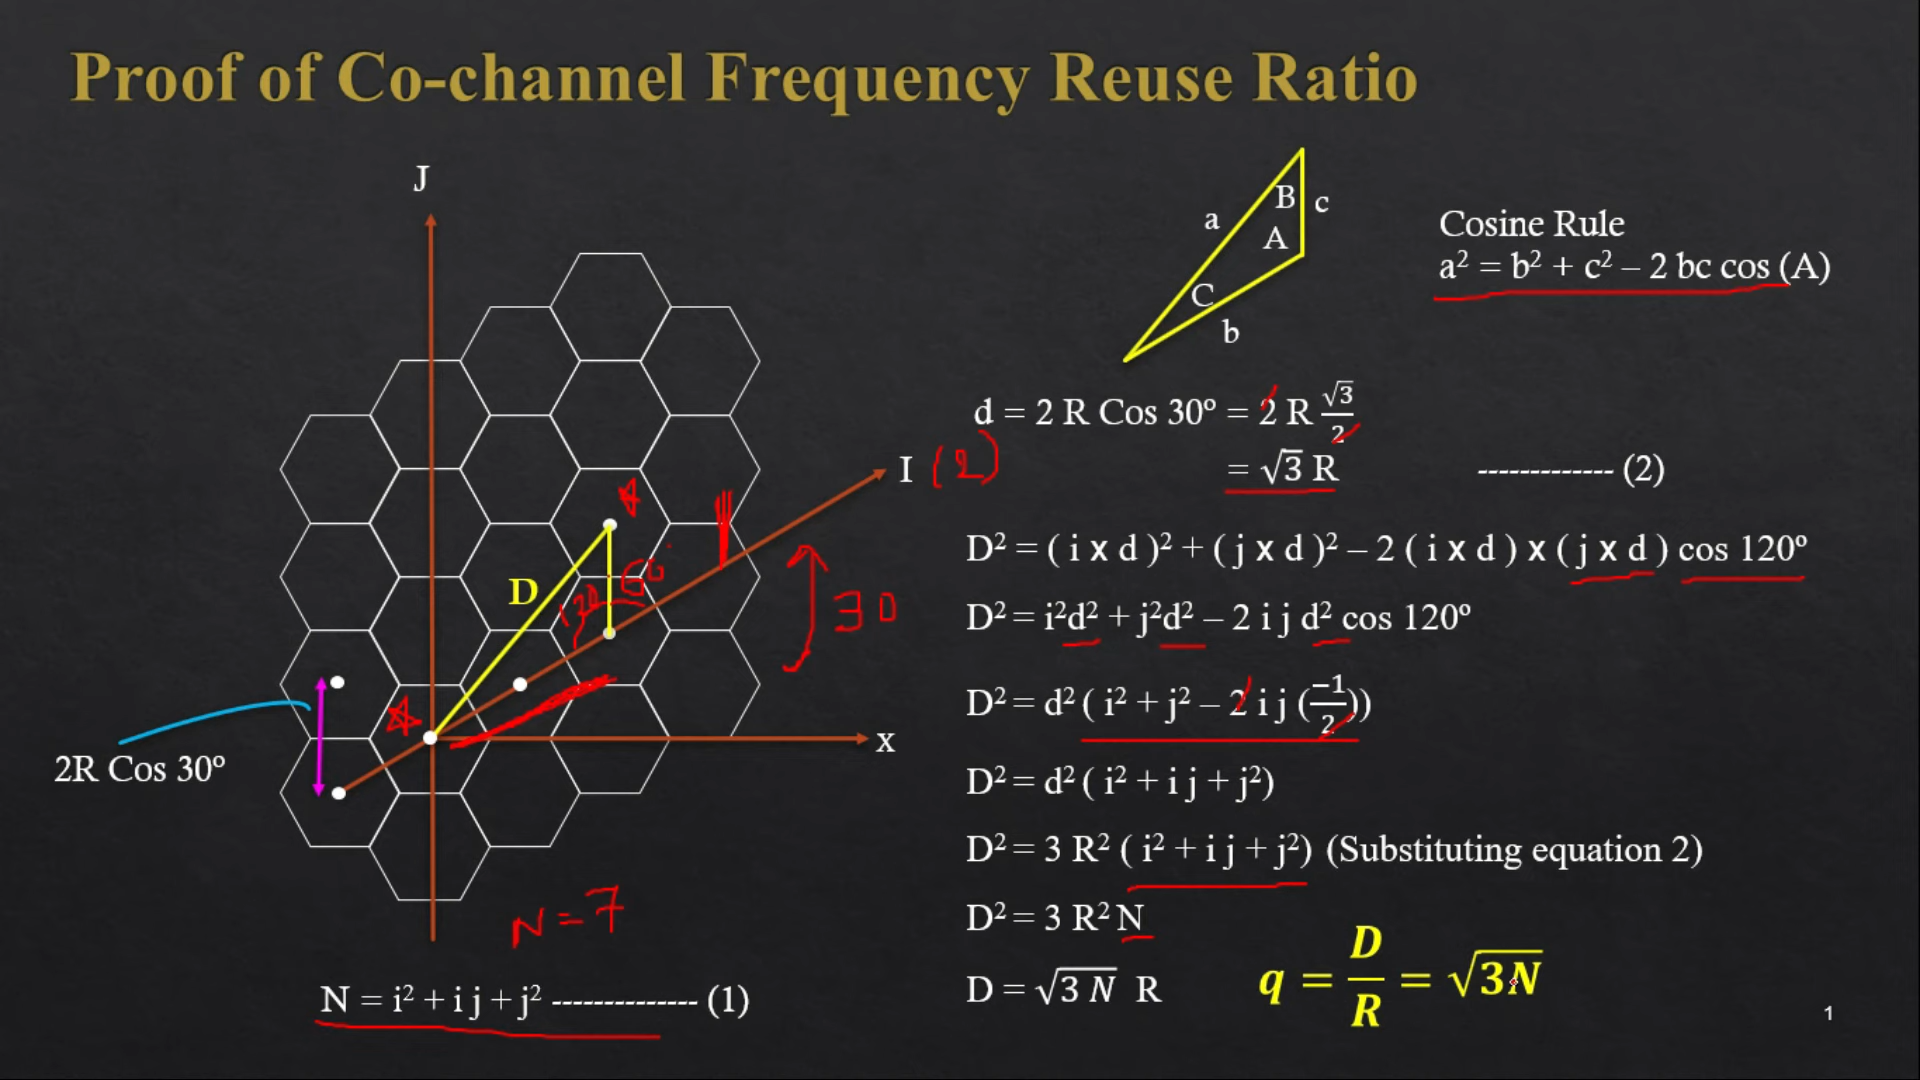 Proof of Co-channel Frequency Reuse Ratio
J
B
c
a
A
C
b
Cosine Rule
a² = b² + c² – 2 bc cos (A)
d = 2 R Cos 30º = 2 R √3/2
= √3 R ------------- (2)
I (2)
D² = ( i x d )² + ( j x d )² – 2 ( i x d ) x ( j x d ) cos 120º
D
120
60
30
D² = i²d² + j²d² – 2 i j d² cos 120º
D² = d² ( i² + j² – 2 i j (−1/2))
x
2R Cos 30º
D² = d² ( i² + i j + j²)
D² = 3 R² ( i² + i j + j²) (Substituting equation 2)
N = 7
D² = 3 R² N
D = √3 N R
q = D/R = √3N
N = i² + i j + j² -------------- (1)
1